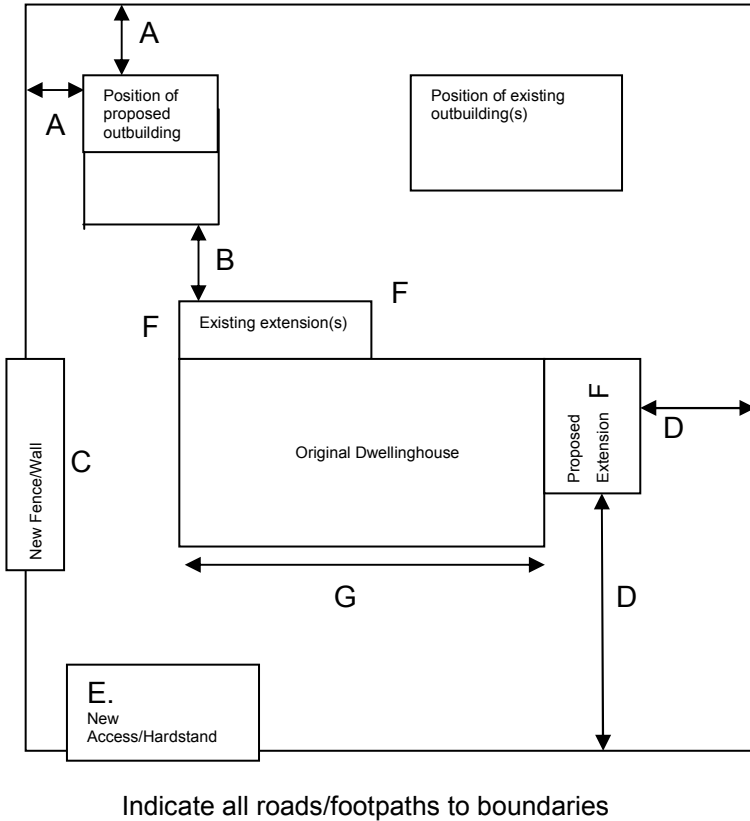 A
A
Position of
proposed
outbuilding
Position of existing
outbuilding(s)
B
F
F
Existing extension(s)
New Fence/Wall
C
Original Dwellinghouse
Proposed
Extension F
D
G
D
E.
New
Access/Hardstand
Indicate all roads/footpaths to boundaries